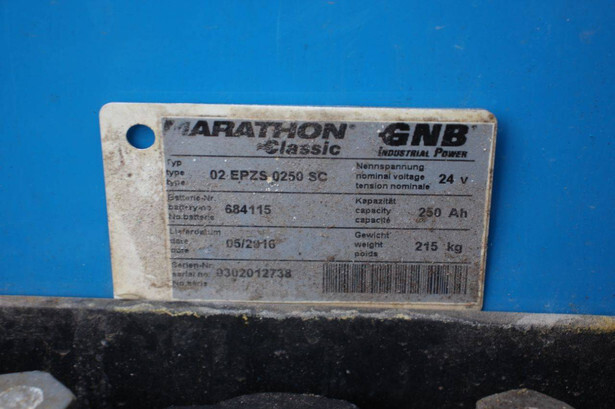 MARATHON Classic GNB INDUSTRIAL POWER
Typ
type 02 EPZS 0250 SC
type
Nennspannung
nominal voltage 24 V
tension nominale
Batterie-Nr
battery-no 684115
No.batterie
Kapazität
capacity 250 Ah
capacité
Lieferdatum
date 05/2016
Gewicht
weight 215 kg
poids
Serien-Nr
serial no 0302012738
No.série